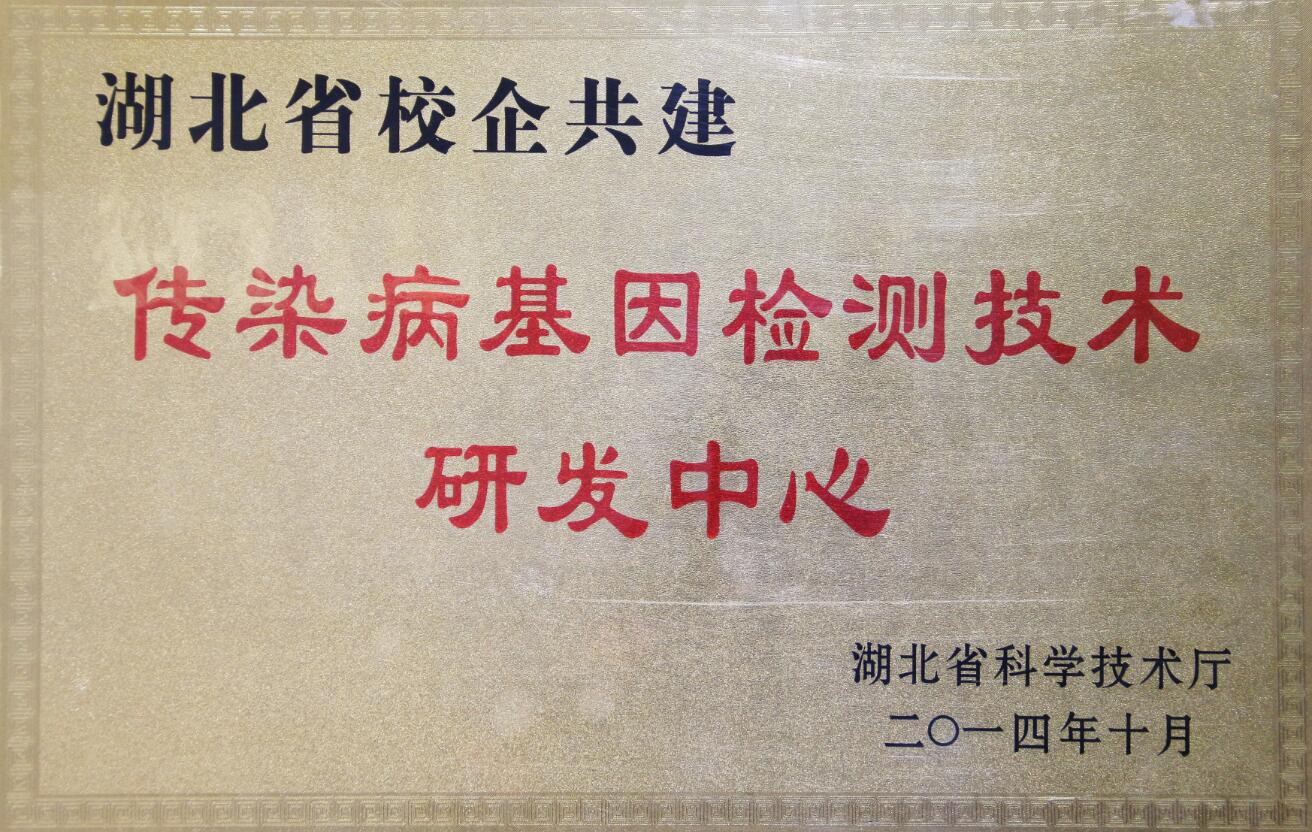 湖北省校企共建
传染病基因检测技术
研发中心
湖北省科学技术厅
二〇一四年十月